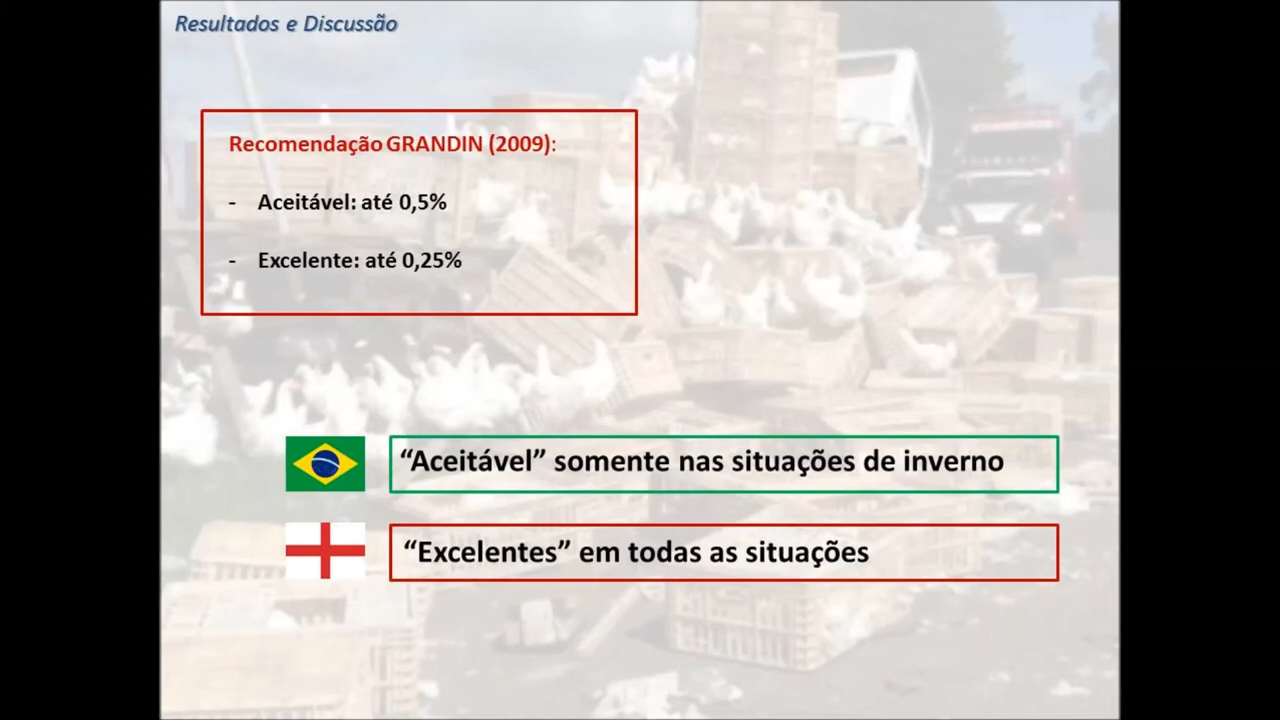 Resultados e Discussão
Recomendação GRANDIN (2009):
- Aceitável: até 0,5%
- Excelente: até 0,25%
“Aceitável” somente nas situações de inverno
“Excelentes” em todas as situações